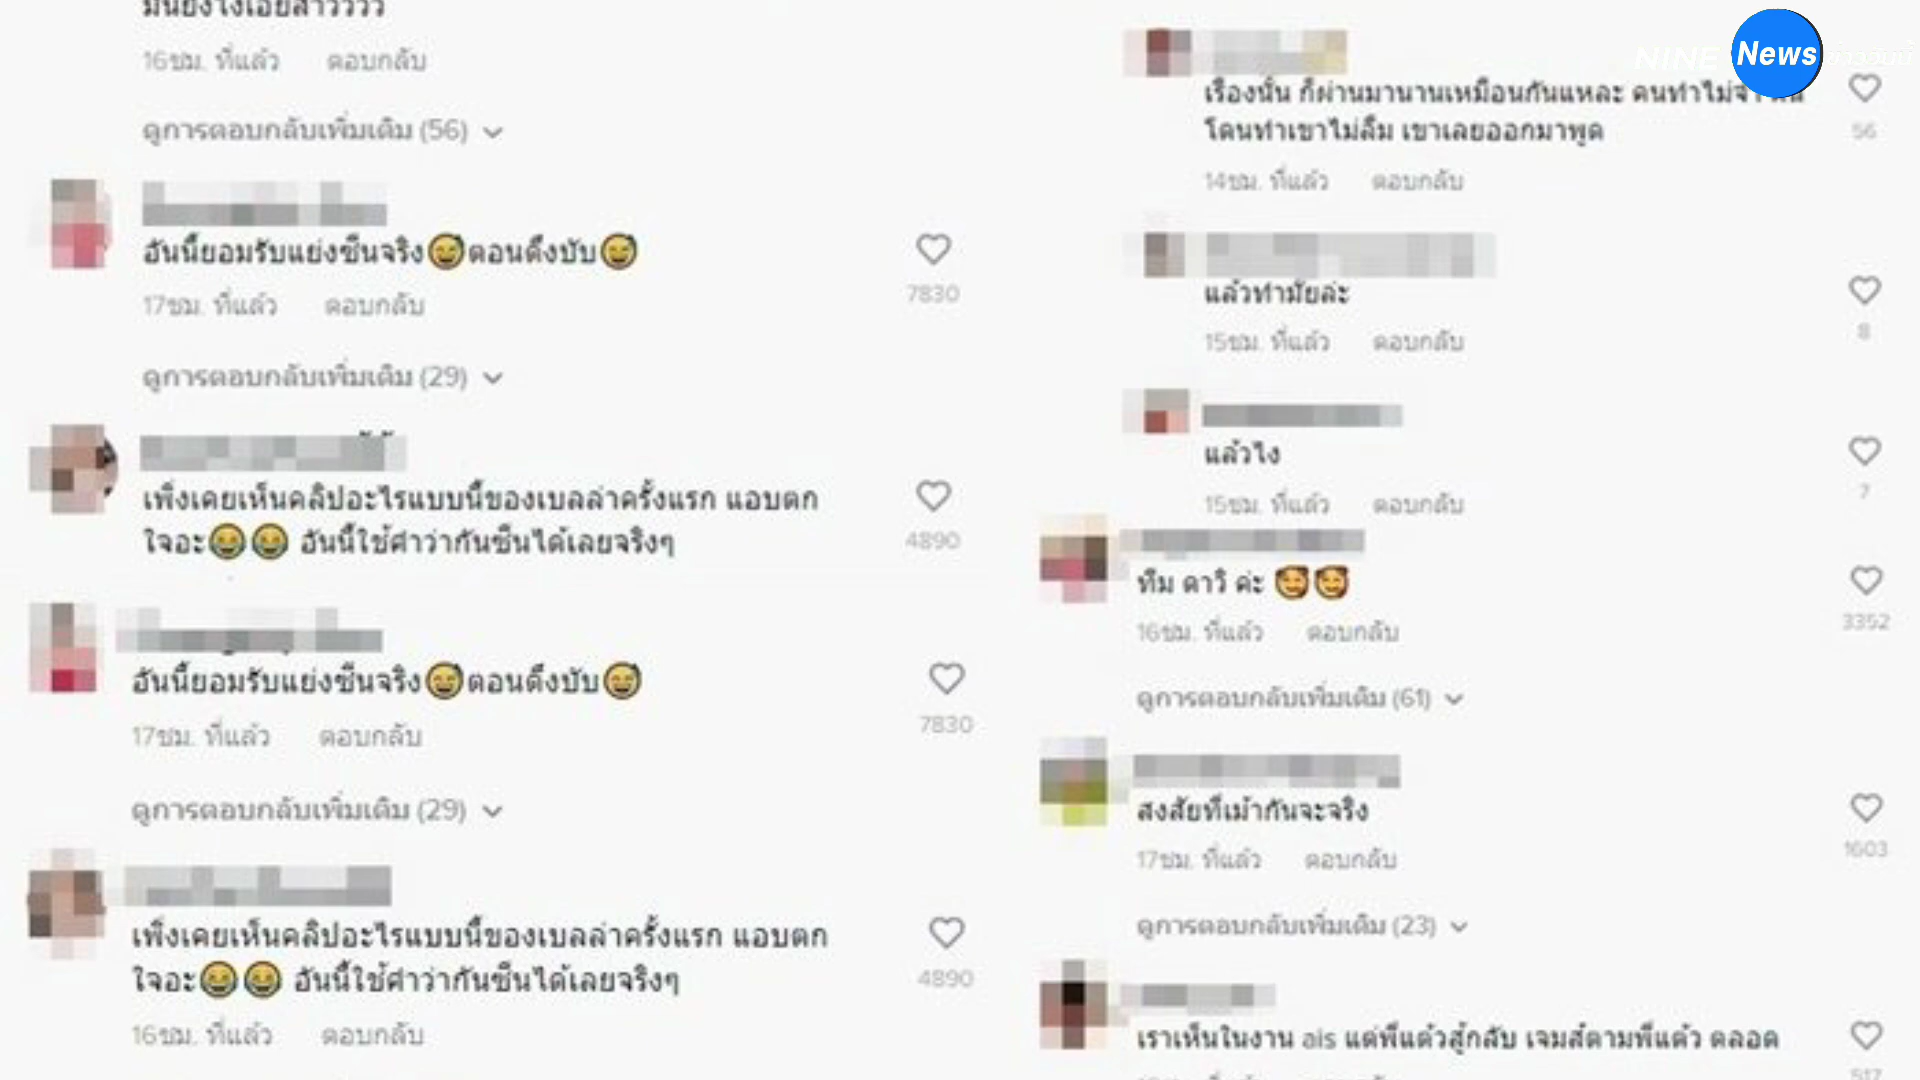 มันยังไงเอยสาวววว
16ชม. ที่แล้ว ตอบกลับ
ดูการตอบกลับเพิ่มเติม (56)
อันนี้ยอมรับแย่งซีนจริง😅ตอนดึงบับ😅
7830
17ชม. ที่แล้ว ตอบกลับ
ดูการตอบกลับเพิ่มเติม (29)
เพิ่งเคยเห็นคลิปอะไรแบบนี้ของเบลล่าครั้งแรก แอบตก
ใจอะ😂😂 อันนี้ใช้คำว่ากันซีนได้เลยจริงๆ
4890
อันนี้ยอมรับแย่งซีนจริง😅ตอนดึงบับ😅
7830
17ชม. ที่แล้ว ตอบกลับ
ดูการตอบกลับเพิ่มเติม (29)
เพิ่งเคยเห็นคลิปอะไรแบบนี้ของเบลล่าครั้งแรก แอบตก
ใจอะ😂😂 อันนี้ใช้คำว่ากันซีนได้เลยจริงๆ
4890
16ชม. ที่แล้ว ตอบกลับ
NINE News
เรื่องนั้น ก็ผ่านมานานเหมือนกันแหละ คนทำไม่จำ
โดนทำเขาไม่ลืม เขาเลยออกมาพูด
56
14ชม. ที่แล้ว ตอบกลับ
แล้วทำมัยล่ะ
8
15ชม. ที่แล้ว ตอบกลับ
แล้วไง
7
15ชม. ที่แล้ว ตอบกลับ
ทีม ดาวิ ค่ะ 🥰🥰
3352
16ชม. ที่แล้ว ตอบกลับ
ดูการตอบกลับเพิ่มเติม (61)
สงสัยที่เม้ากันจะจริง
1603
17ชม. ที่แล้ว ตอบกลับ
ดูการตอบกลับเพิ่มเติม (23)
เราเห็นในงาน ais แต่พี่แต้วสู้กลับ เจมส์ตามพี่แต้ว ตลอด
517